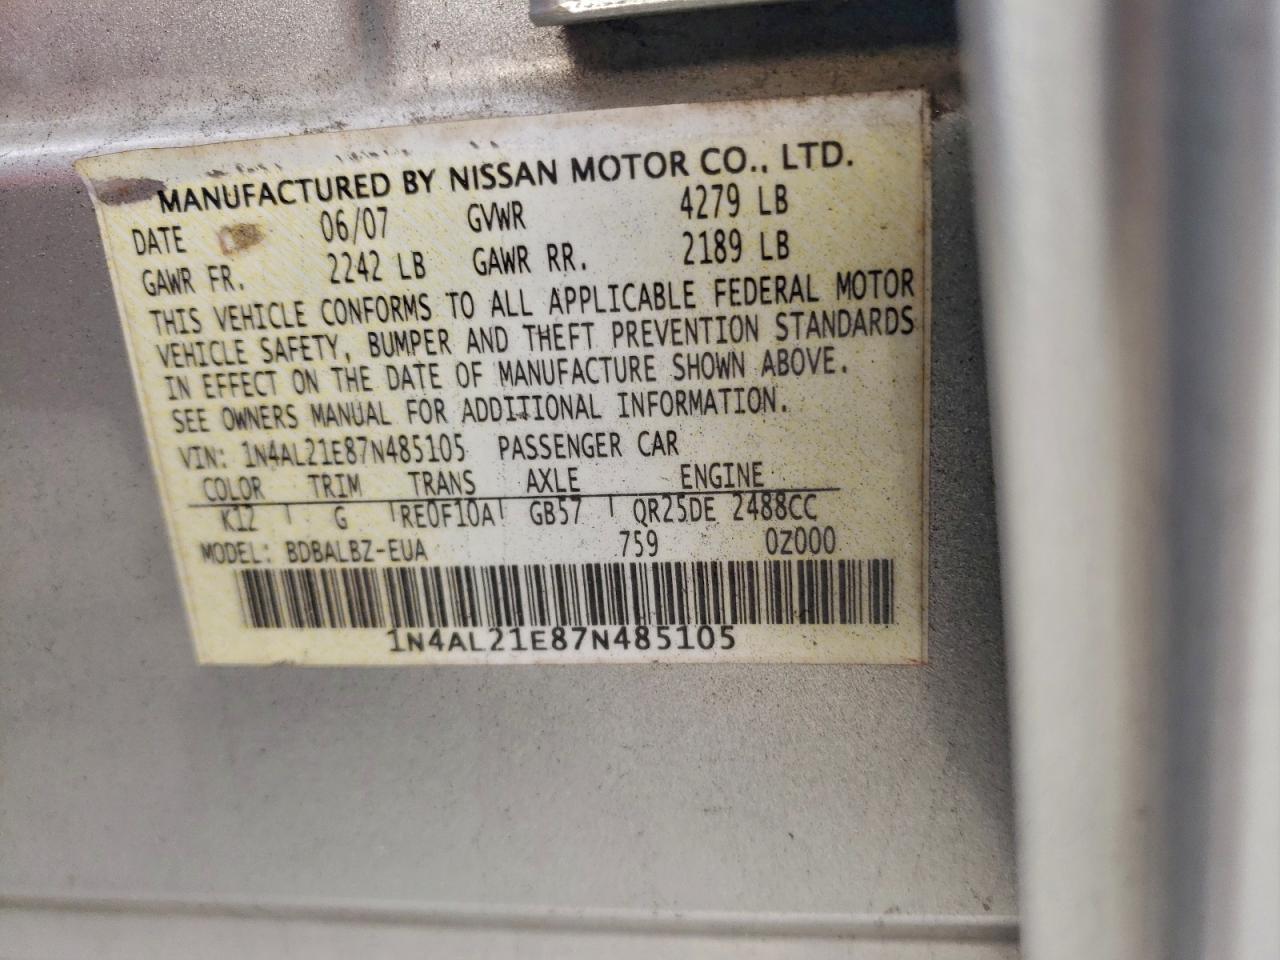 MANUFACTURED BY NISSAN MOTOR CO., LTD.
DATE 06/07 GVWR 4279 LB
GAWR FR. 2242 LB GAWR RR. 2189 LB
THIS VEHICLE CONFORMS TO ALL APPLICABLE FEDERAL MOTOR
VEHICLE SAFETY, BUMPER AND THEFT PREVENTION STANDARDS
IN EFFECT ON THE DATE OF MANUFACTURE SHOWN ABOVE.
SEE OWNERS MANUAL FOR ADDITIONAL INFORMATION.
VIN: 1N4AL21E87N485105 PASSENGER CAR
COLOR TRIM TRANS AXLE ENGINE
K12 G RE0F10A GB57 QR25DE 2488CC
MODEL: BDBALBZ-EUA 759 0Z000
1N4AL21E87N485105